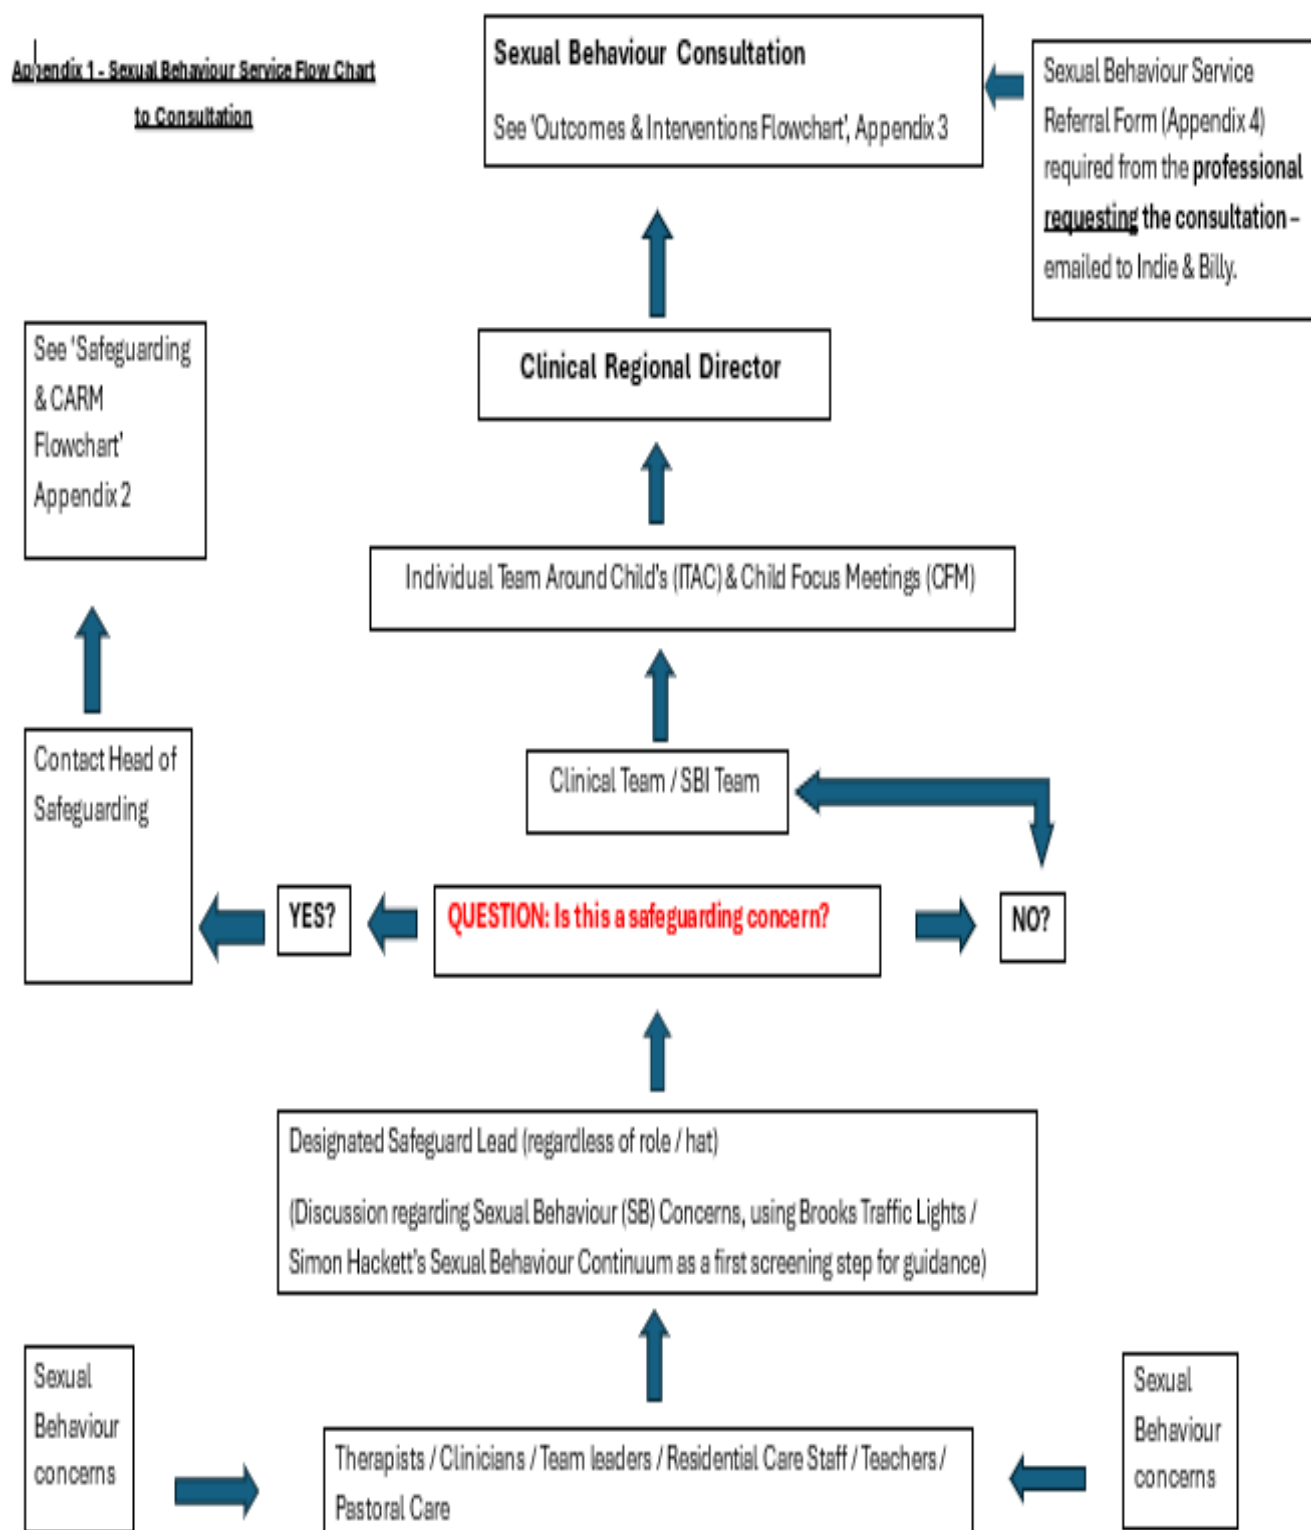 Appendix 1 - Sexual Behaviour Service Flow Chart
to Consultation
Sexual Behaviour Consultation
See 'Outcomes & Interventions Flowchart', Appendix 3
Sexual Behaviour Service
Referral Form (Appendix 4)
required from the professional
requesting the consultation –
emailed to Indie & Billy.
See 'Safeguarding
& CARM
Flowchart'
Appendix 2
Clinical Regional Director
Individual Team Around Child's (ITAC) & Child Focus Meetings (CFM)
Contact Head of
Safeguarding
Clinical Team / SBI Team
YES?
QUESTION: Is this a safeguarding concern?
NO?
Designated Safeguard Lead (regardless of role / hat)
(Discussion regarding Sexual Behaviour (SB) Concerns, using Brooks Traffic Lights /
Simon Hackett's Sexual Behaviour Continuum as a first screening step for guidance)
Sexual
Behaviour
concerns
Therapists / Clinicians / Team leaders / Residential Care Staff / Teachers /
Pastoral Care
Sexual
Behaviour
concerns